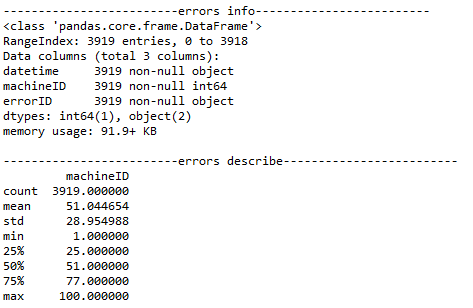 -------------------------errors info-------------------------
<class 'pandas.core.frame.DataFrame'>
RangeIndex: 3919 entries, 0 to 3918
Data columns (total 3 columns):
datetime     3919 non-null object
machineID    3919 non-null int64
errorID      3919 non-null object
dtypes: int64(1), object(2)
memory usage: 91.9+ KB
-------------------------errors describe-------------------------
         machineID
count  3919.000000
mean     51.044654
std      28.954988
min       1.000000
25%      25.000000
50%      51.000000
75%      77.000000
max     100.000000